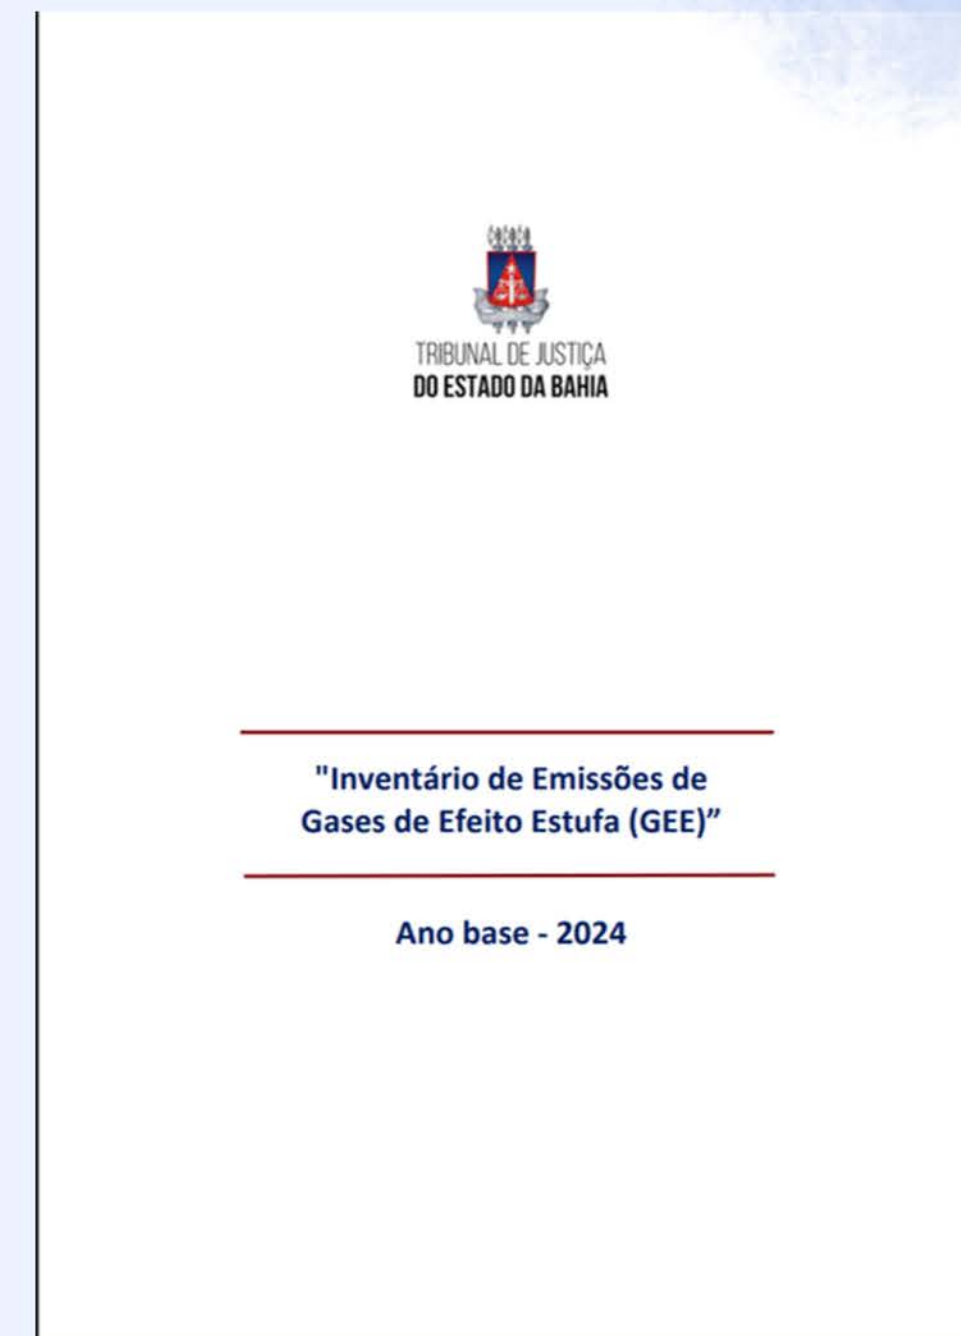 TRIBUNAL DE JUSTIÇA
DO ESTADO DA BAHIA
"Inventário de Emissões de
Gases de Efeito Estufa (GEE)”
Ano base - 2024